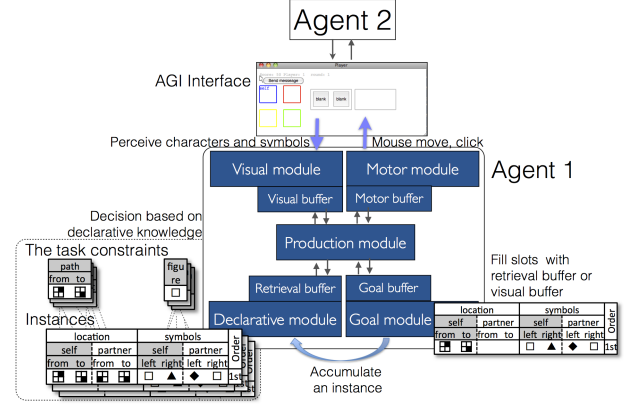 Agent 2
AGI Interface
Player
Send message
self
blank blank
Perceive characters and symbols
Mouse move, click
Visual module
Motor module
Agent 1
Visual buffer
Motor buffer
Decision based on
declarative knowledge
Production module
The task constraints
path
from to
figu
re
Fill slots with
retrieval buffer or
visual buffer
Retrieval buffer
Goal buffer
Declarative module
Goal module
Instances
location symbols Order
self partner self partner
from to from to left right left right 1st
location symbols Order
self partner self partner
from to from to left right left right 1st
Accumulate
an instance